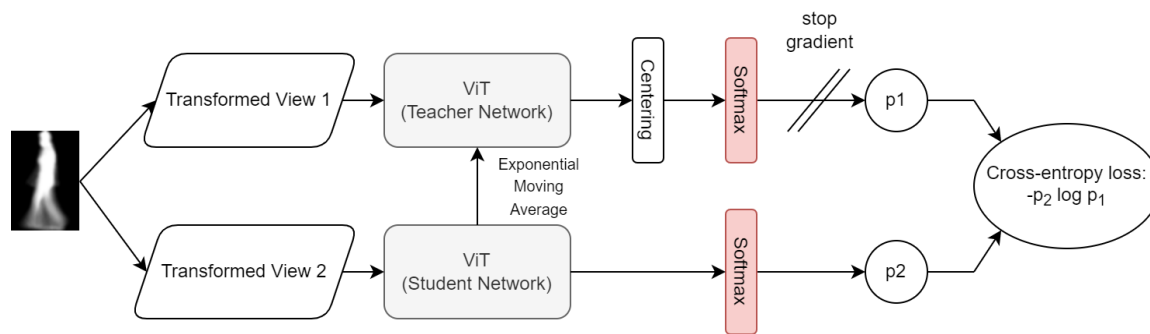 stop
gradient
Transformed View 1
ViT
(Teacher Network)
Centering
Softmax
p1
Exponential
Moving
Average
Cross-entropy loss:
-p₂ log p₁
Transformed View 2
ViT
(Student Network)
Softmax
p2